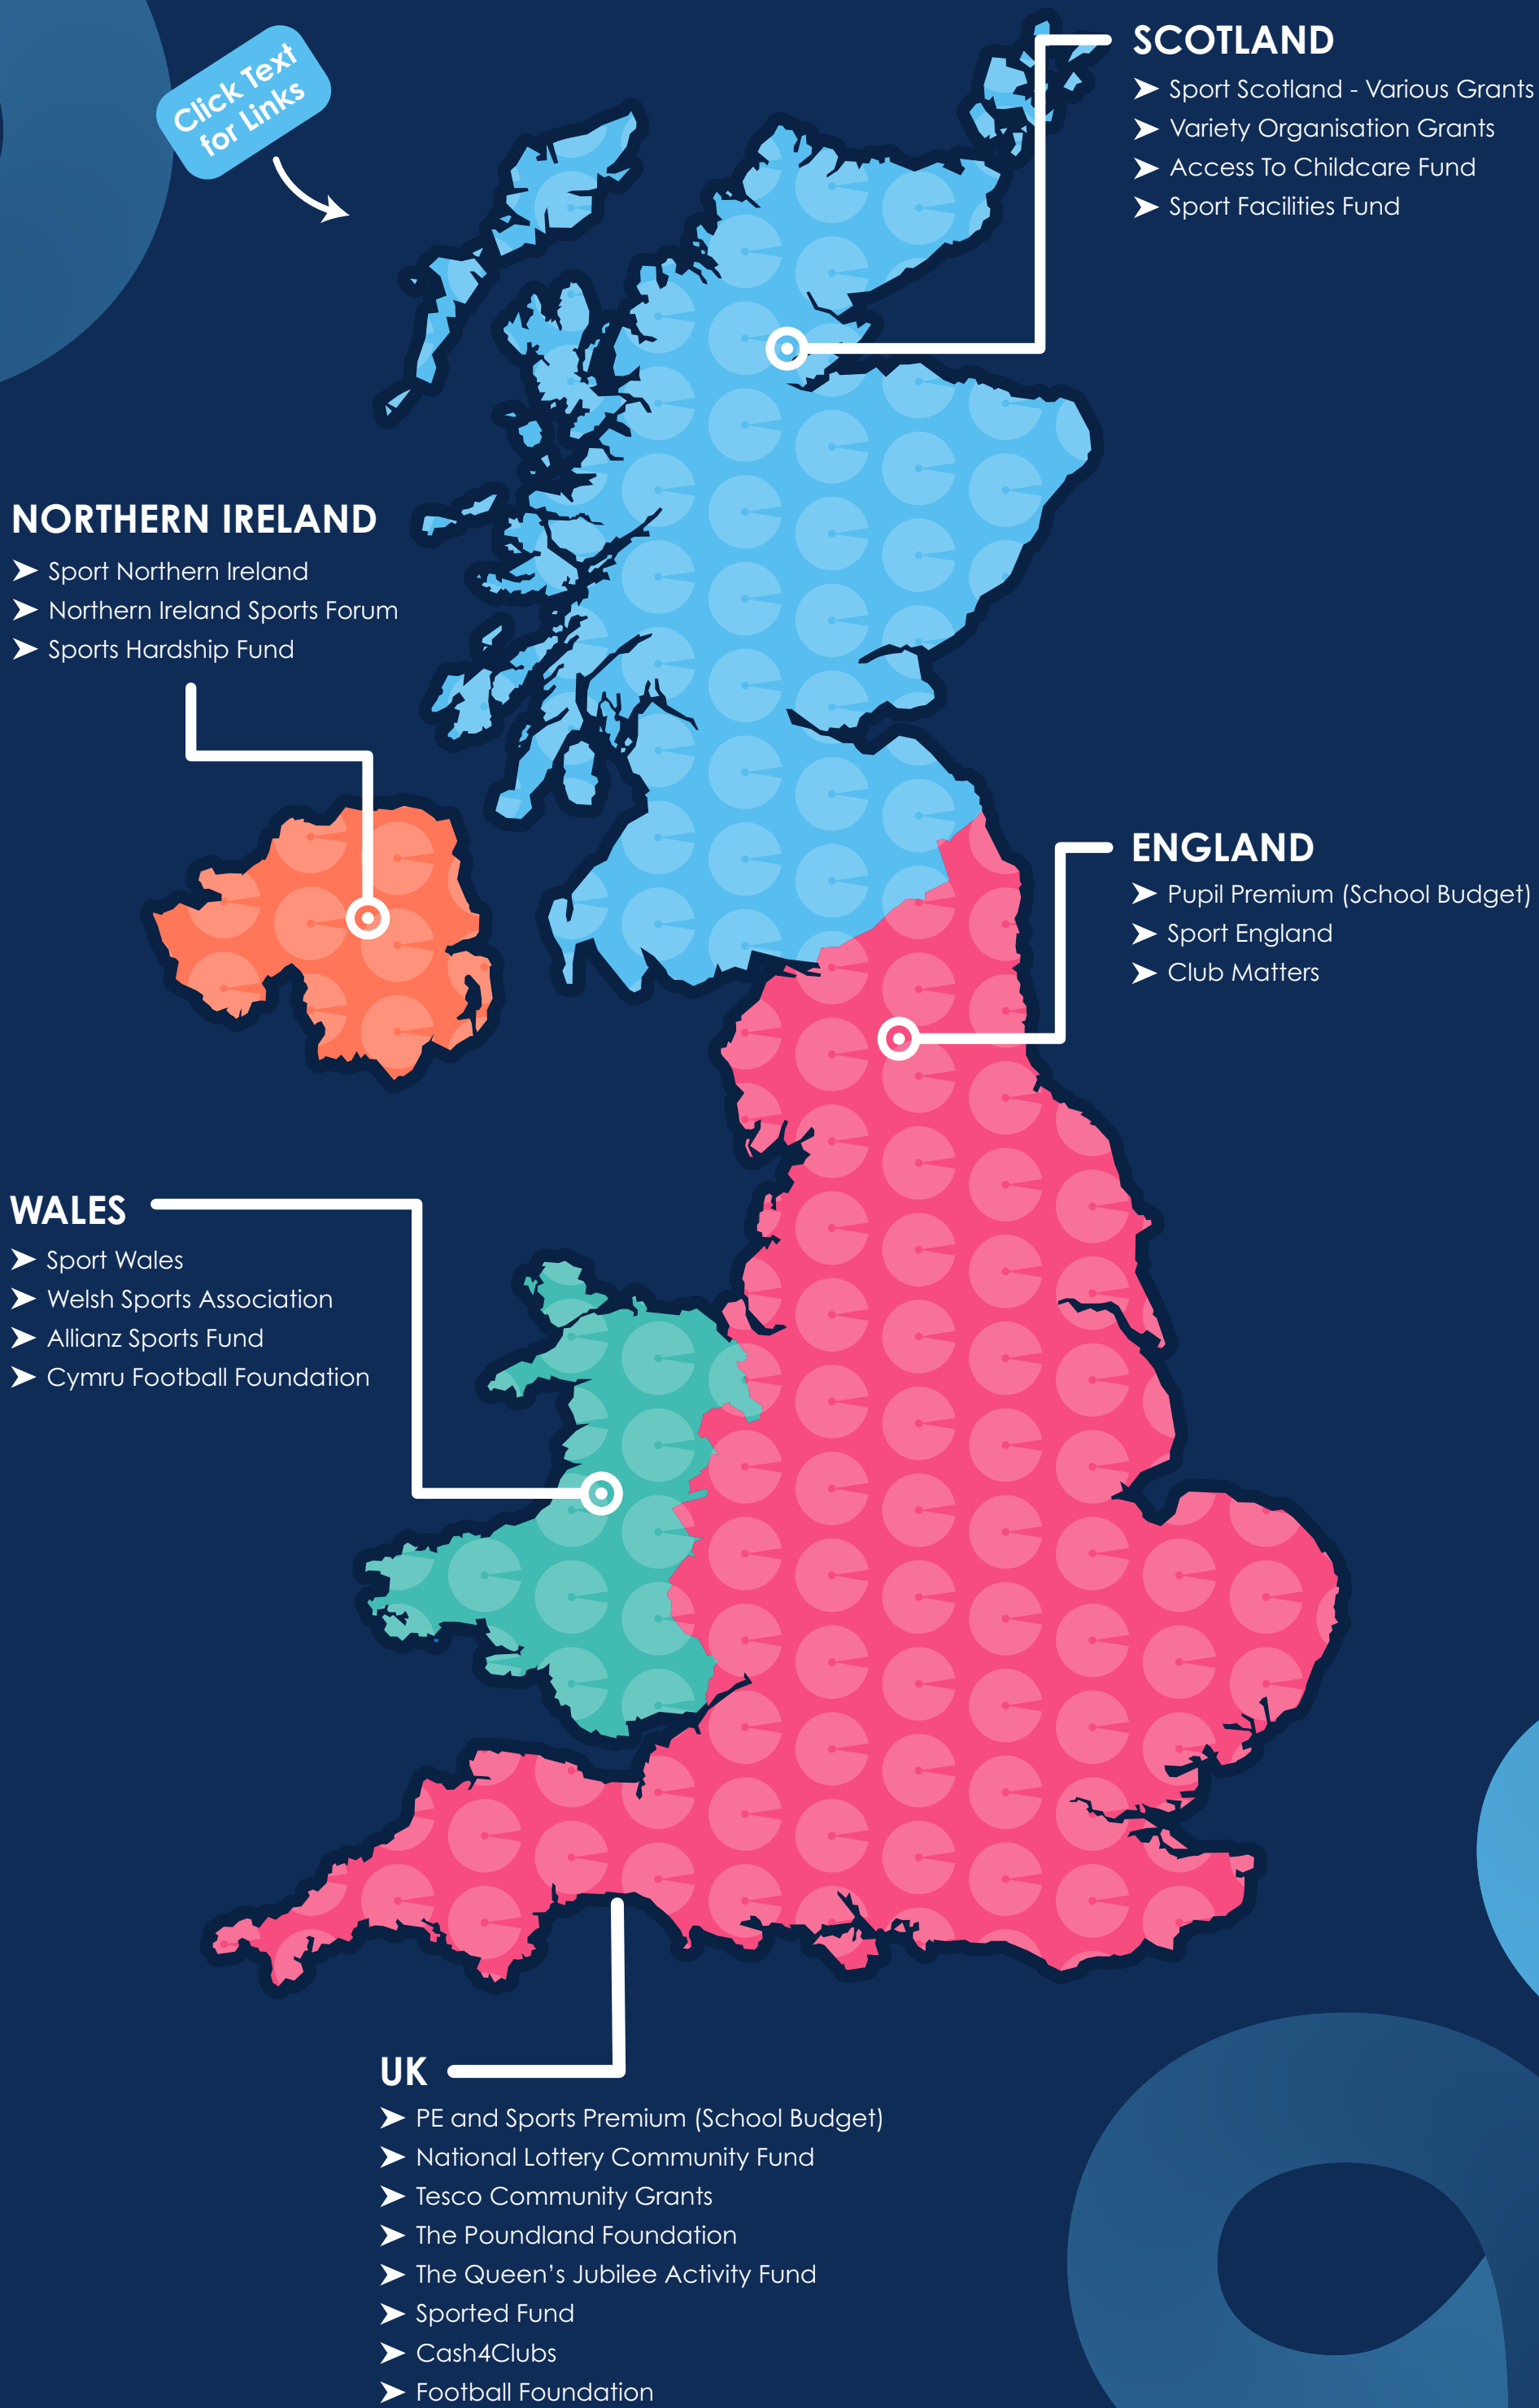 Click Text
for Links
SCOTLAND
Sport Scotland - Various Grants
Variety Organisation Grants
Access To Childcare Fund
Sport Facilities Fund
NORTHERN IRELAND
Sport Northern Ireland
Northern Ireland Sports Forum
Sports Hardship Fund
ENGLAND
Pupil Premium (School Budget)
Sport England
Club Matters
WALES
Sport Wales
Welsh Sports Association
Allianz Sports Fund
Cymru Football Foundation
UK
PE and Sports Premium (School Budget)
National Lottery Community Fund
Tesco Community Grants
The Poundland Foundation
The Queen’s Jubilee Activity Fund
Sported Fund
Cash4Clubs
Football Foundation